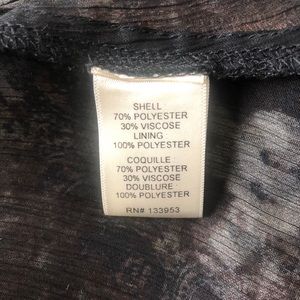 SHELL
70% POLYESTER
30% VISCOSE
LINING
100% POLYESTER
COQUILLE
70% POLYESTER
30% VISCOSE
DOUBLURE
100% POLYESTER
RN# 133953